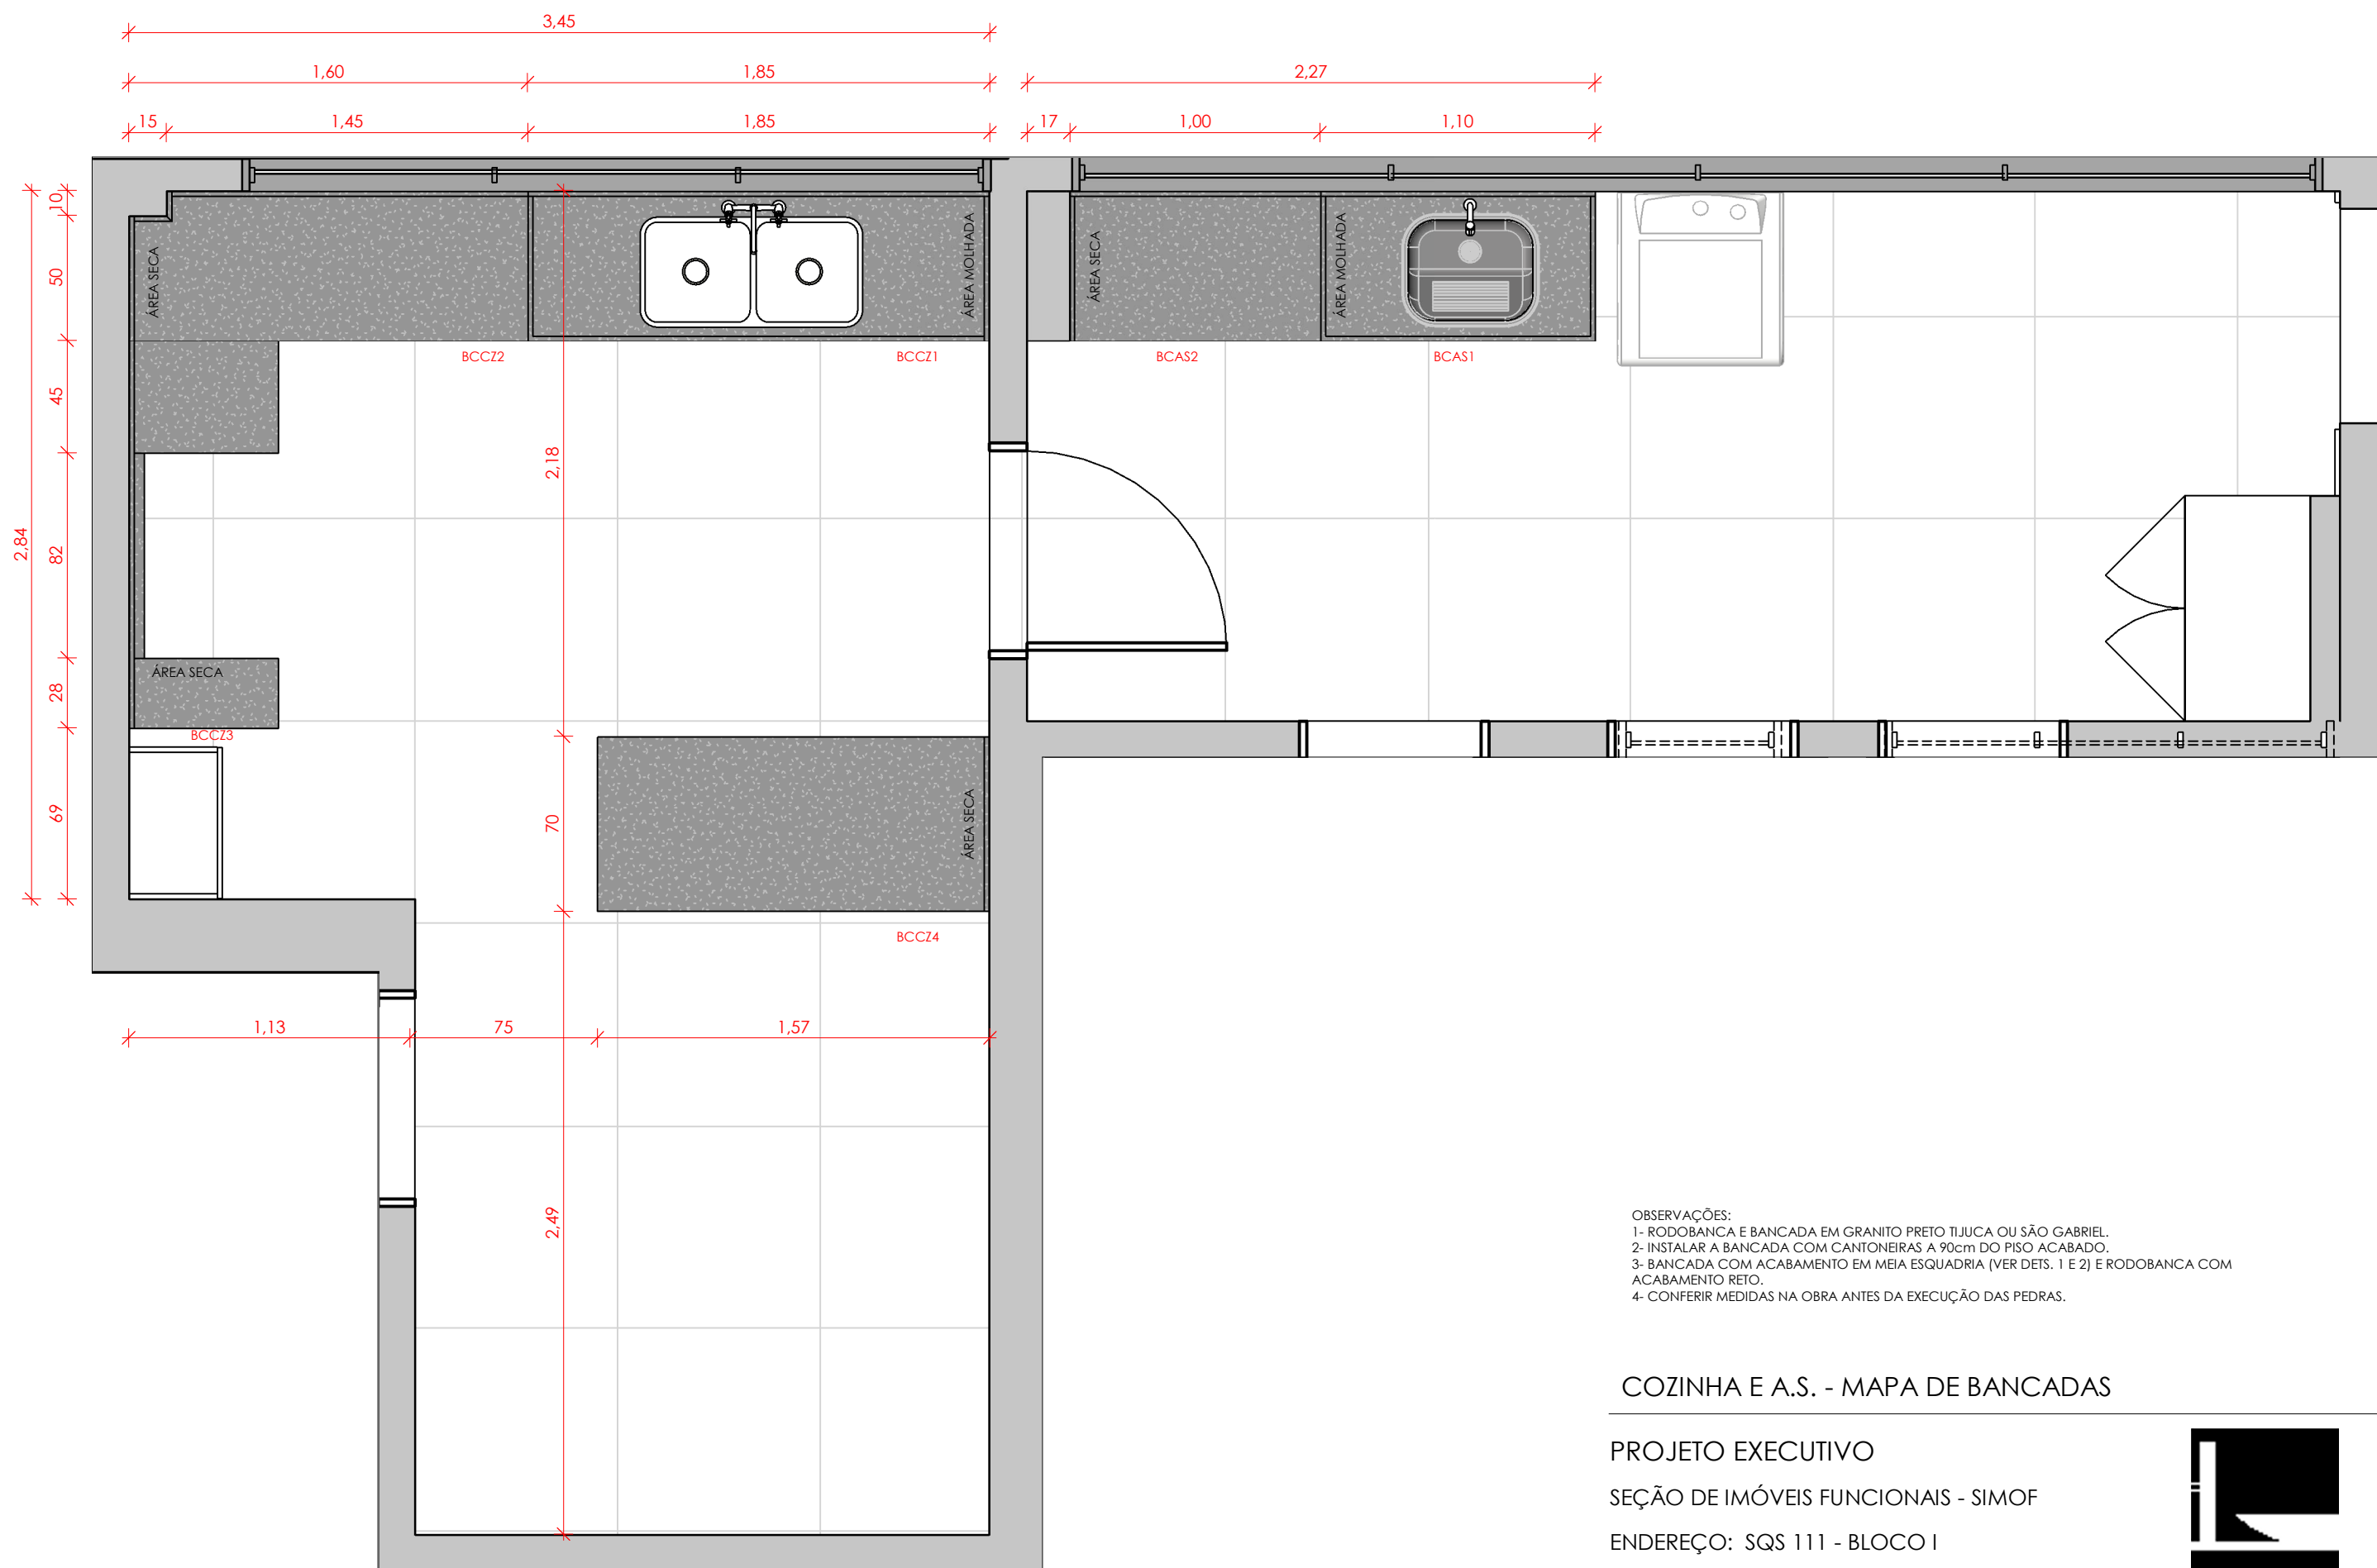 3,45
1,60
1,85
2,27
15
1,45
1,85
17
1,00
1,10
10
50
45
82
28
69
2,84
ÁREA SECA
ÁREA MOLHADA
ÁREA SECA
ÁREA MOLHADA
BCCZ2
BCCZ1
BCAS2
BCAS1
2,18
ÁREA SECA
BCCZ3
70
ÁREA SECA
BCCZ4
1,13
75
1,57
2,49
OBSERVAÇÕES:
1- RODOBANCA E BANCADA EM GRANITO PRETO TIJUCA OU SÃO GABRIEL.
2- INSTALAR A BANCADA COM CANTONEIRAS A 90cm DO PISO ACABADO.
3- BANCADA COM ACABAMENTO EM MEIA ESQUADRIA (VER DETS. 1 E 2) E RODOBANCA COM
ACABAMENTO RETO.
4- CONFERIR MEDIDAS NA OBRA ANTES DA EXECUÇÃO DAS PEDRAS.
COZINHA E A.S. - MAPA DE BANCADAS
PROJETO EXECUTIVO
SEÇÃO DE IMÓVEIS FUNCIONAIS - SIMOF
ENDEREÇO: SQS 111 - BLOCO I